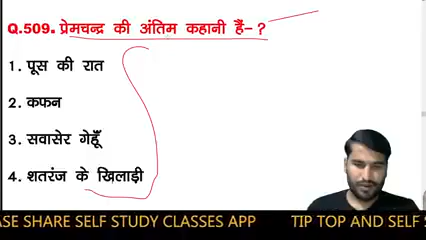 Q.509. प्रेमचन्द्र की अंतिम कहानी हैं– ?
1. पूस की रात
2. कफन
3. सवासेर गेहूँ
4. शतरंज के खिलाड़ी
ASE SHARE SELF STUDY CLASSES APP TIP TOP AND SELF S